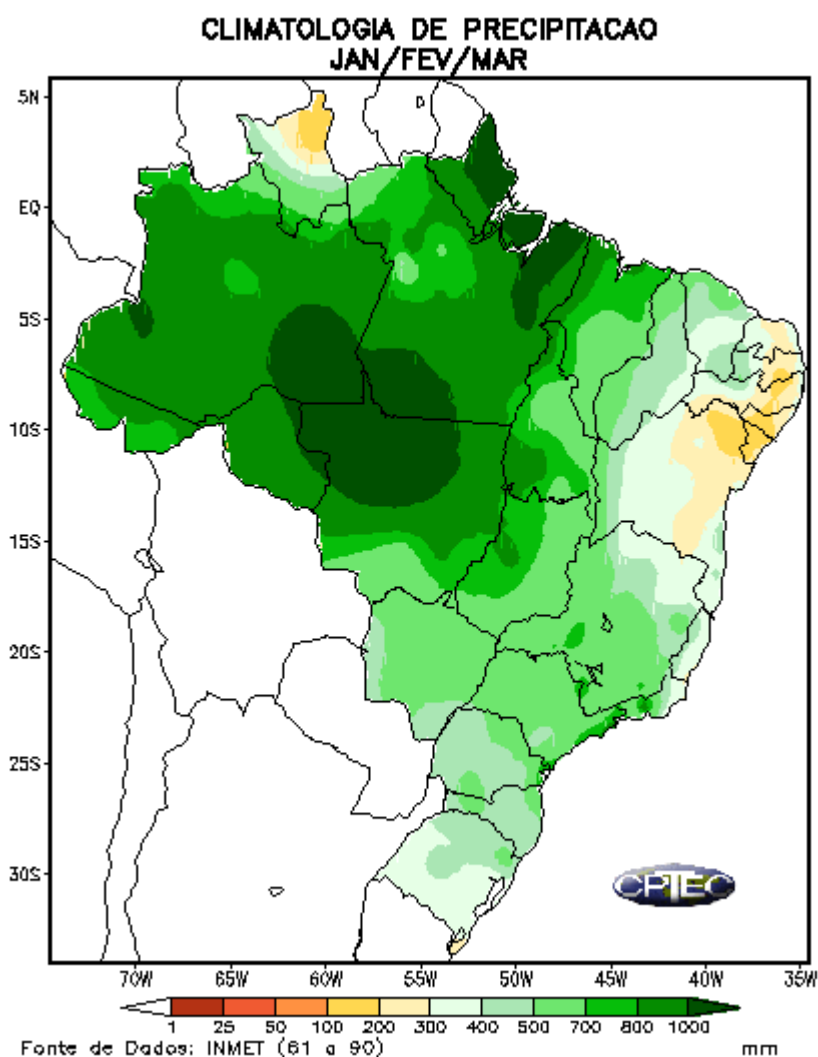 CLIMATOLOGIA DE PRECIPITACAO
JAN/FEV/MAR
5N
EQ
5S
10S
15S
20S
25S
30S
CPTEC
70W 65W 60W 55W 50W 45W 40W 35W
1 25 50 100 200 300 400 500 700 800 1000
Fonte de Dados: INMET (61 a 90) mm